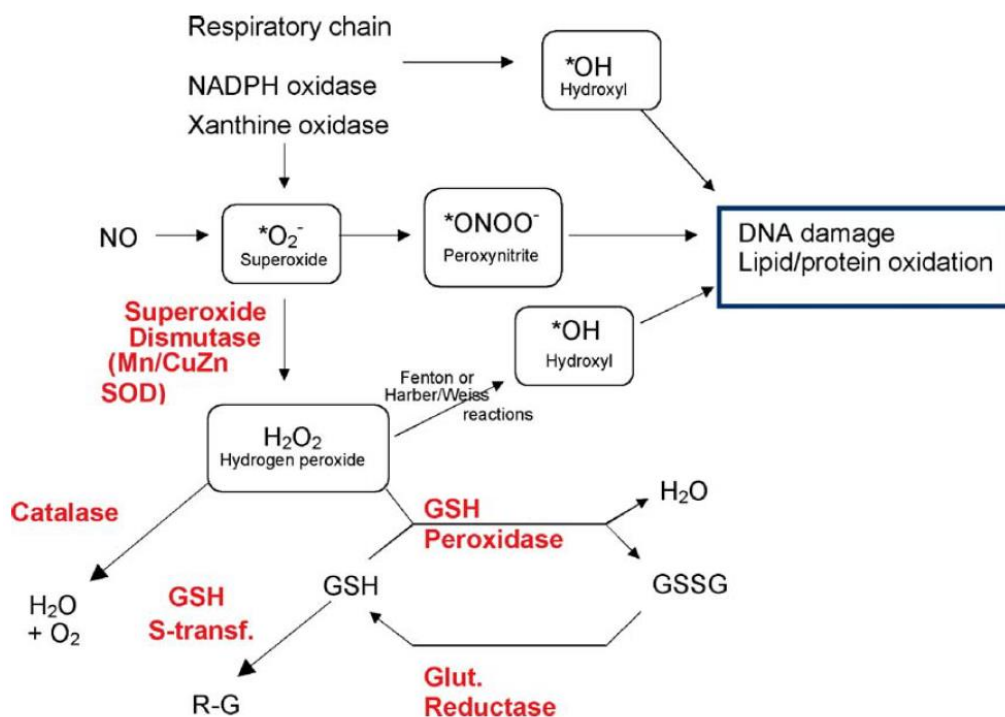 Respiratory chain
NADPH oxidase
Xanthine oxidase
*OH
Hydroxyl
NO
*O₂⁻
Superoxide
*ONOO⁻
Peroxynitrite
DNA damage
Lipid/protein oxidation
Superoxide
Dismutase
(Mn/CuZn
SOD)
*OH
Hydroxyl
Fenton or
Harber/Weiss
reactions
H₂O₂
Hydrogen peroxide
Catalase
GSH
Peroxidase
H₂O
H₂O
+ O₂
GSH
S-transf.
GSH
GSSG
R-G
Glut.
Reductase